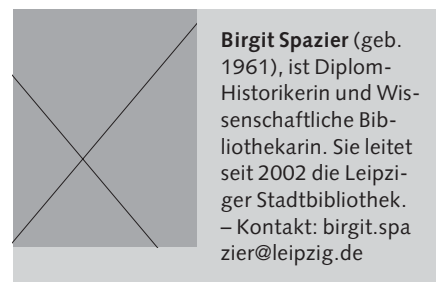 Birgit Spazier (geb.
1961), ist Diplom-
Historikerin und Wis-
senschaftliche Bib-
liothekarin. Sie leitet
seit 2002 die Leipzi-
ger Stadtbibliothek.
– Kontakt: birgit.spa
zier@leipzig.de